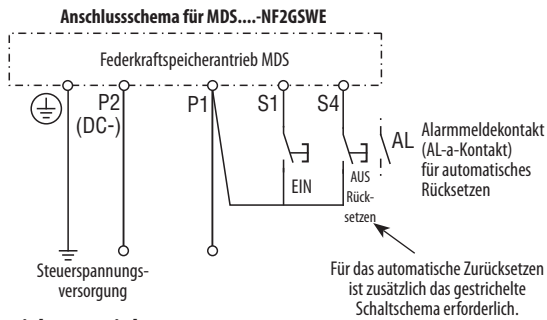 Anschlussschema für MDS....-NF2GSWE
Federkraftspeicherantrieb MDS
P2
(DC-)
P1
S1
S4
EIN
AUS
Rück-
setzen
AL
Alarmmeldekontakt
(AL-a-Kontakt)
für automatisches
Rücksetzen
Steuerspannungs-
versorgung
Für das automatische Zurücksetzen
ist zusätzlich das gestrichelte
Schaltschema erforderlich.